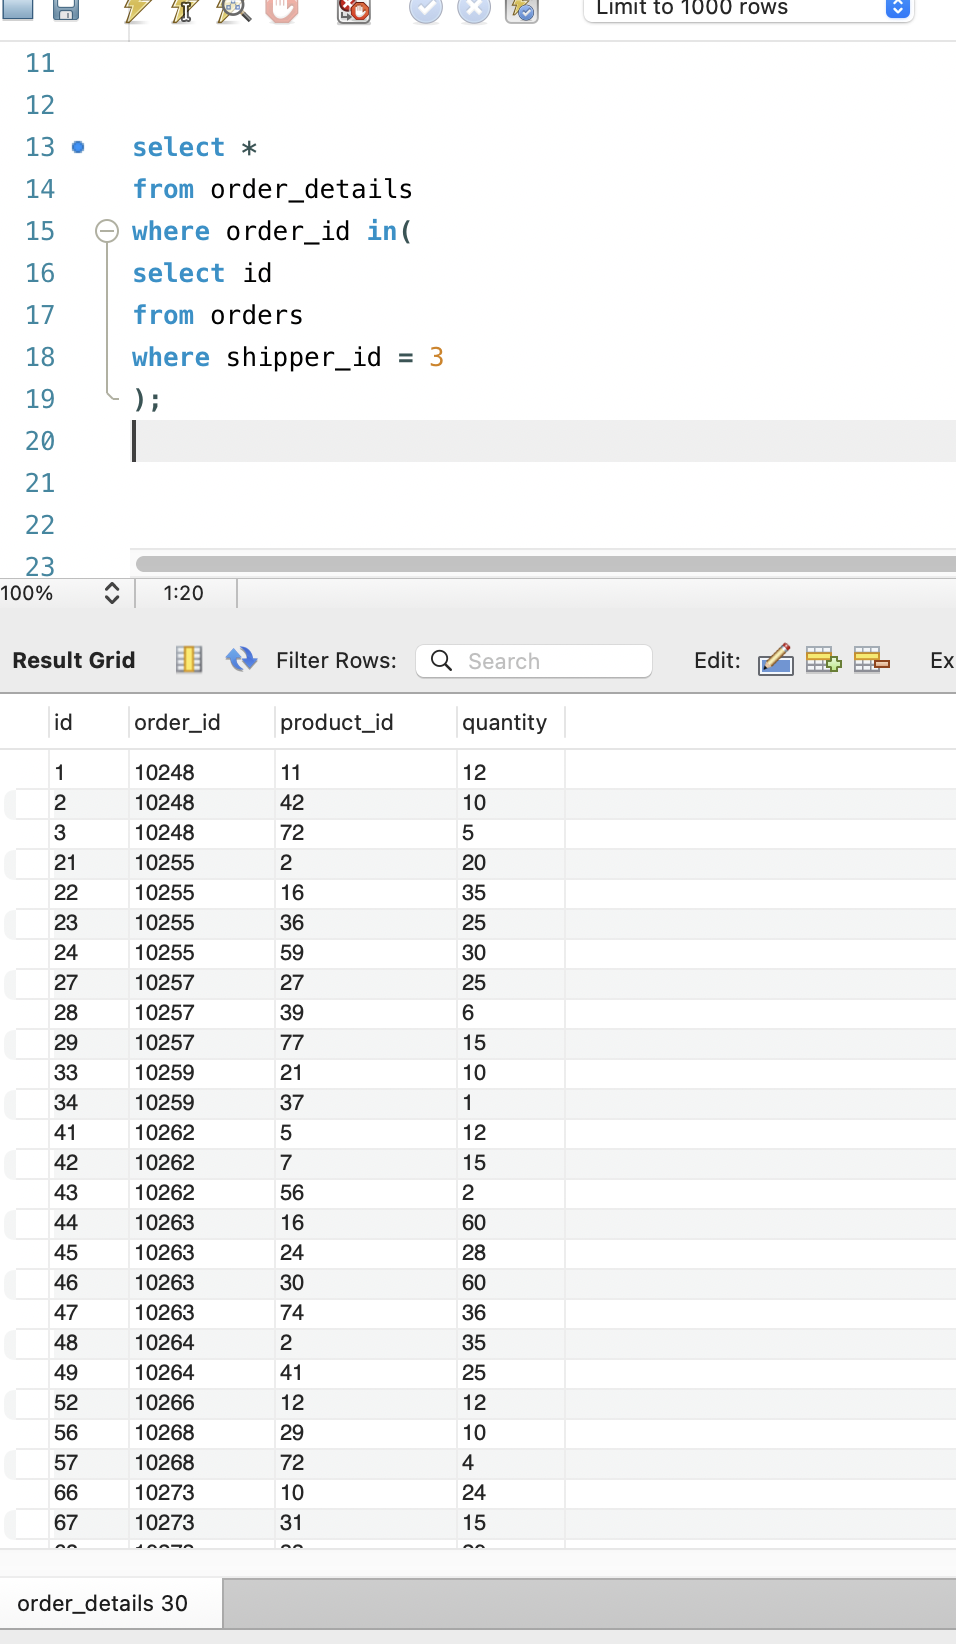 Limit to 1000 rows
11
12
13 select *
14 from order_details
15 where order_id in(
16 select id
17 from orders
18 where shipper_id = 3
19 );
20
21
22
23
100% 1:20
Result Grid Filter Rows: Search Edit: Ex
id order_id product_id quantity
1 10248 11 12
2 10248 42 10
3 10248 72 5
21 10255 2 20
22 10255 16 35
23 10255 36 25
24 10255 59 30
27 10257 27 25
28 10257 39 6
29 10257 77 15
33 10259 21 10
34 10259 37 1
41 10262 5 12
42 10262 7 15
43 10262 56 2
44 10263 16 60
45 10263 24 28
46 10263 30 60
47 10263 74 36
48 10264 2 35
49 10264 41 25
52 10266 12 12
56 10268 29 10
57 10268 72 4
66 10273 10 24
67 10273 31 15
order_details 30